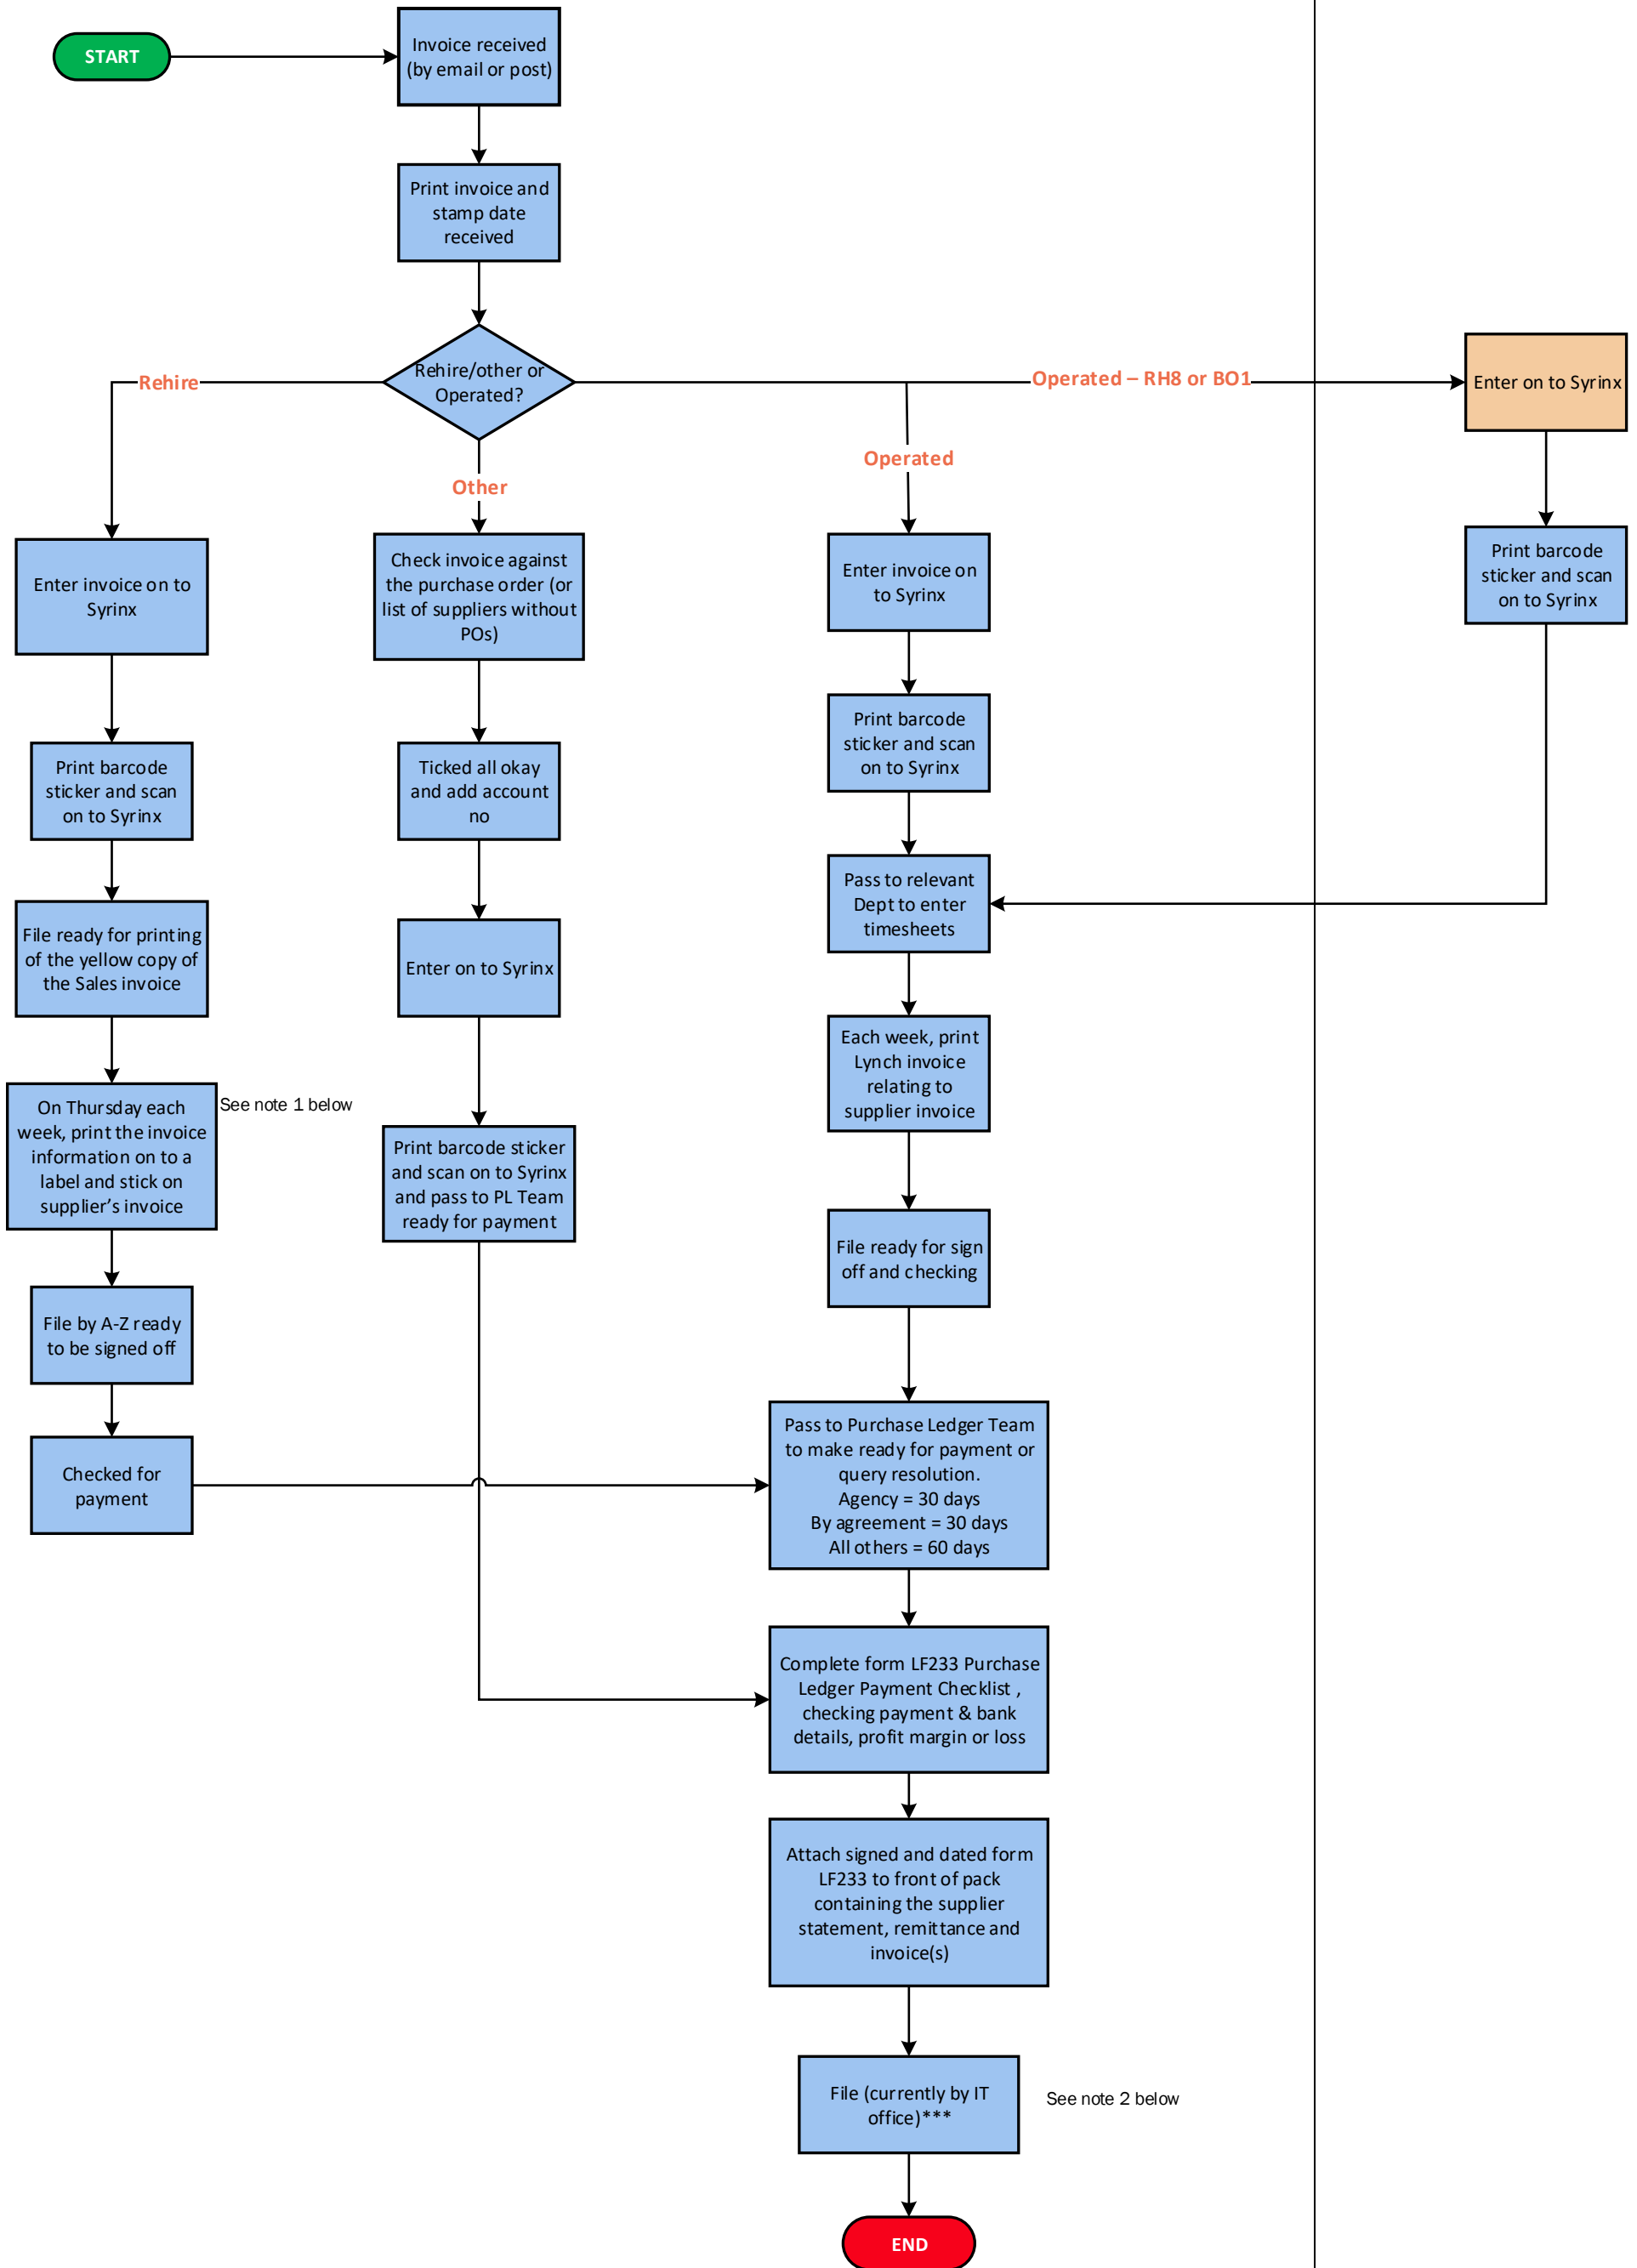 START
Invoice received
(by email or post)
Print invoice and
stamp date
received
Rehire/other or
Operated?
Rehire
Other
Operated
Operated – RH8 or BO1
Enter on to Syrinx
Print barcode
sticker and scan
on to Syrinx
Enter invoice on to
Syrinx
Print barcode
sticker and scan
on to Syrinx
File ready for printing
of the yellow copy of
the Sales invoice
On Thursday each
week, print the invoice
information on to a
label and stick on
supplier's invoice
See note 1 below
File by A-Z ready
to be signed off
Checked for
payment
Check invoice against
the purchase order (or
list of suppliers without
POs)
Ticked all okay
and add account
no
Enter on to Syrinx
Print barcode sticker
and scan on to Syrinx
and pass to PL Team
ready for payment
Enter invoice on
to Syrinx
Print barcode
sticker and scan
on to Syrinx
Pass to relevant
Dept to enter
timesheets
Each week, print
Lynch invoice
relating to
supplier invoice
File ready for sign
off and checking
Pass to Purchase Ledger Team
to make ready for payment or
query resolution.
Agency = 30 days
By agreement = 30 days
All others = 60 days
Complete form LF233 Purchase
Ledger Payment Checklist ,
checking payment & bank
details, profit margin or loss
Attach signed and dated form
LF233 to front of pack
containing the supplier
statement, remittance and
invoice(s)
File (currently by IT
office)***
See note 2 below
END